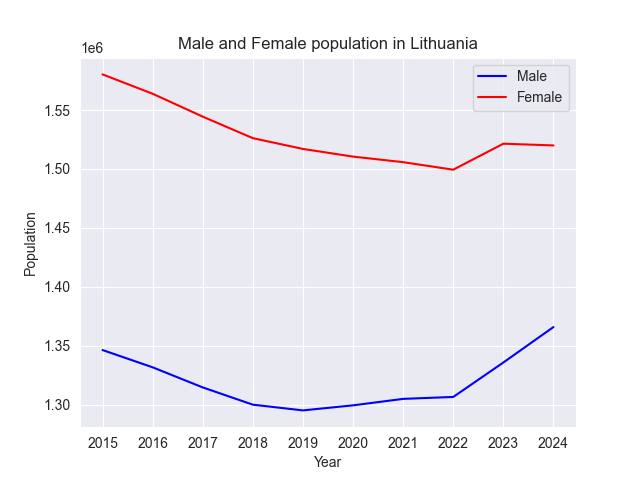 Male and Female population in Lithuania
1e6
Male
Female
1.55
1.50
1.45
1.40
1.35
1.30
Population
2015 2016 2017 2018 2019 2020 2021 2022 2023 2024
Year